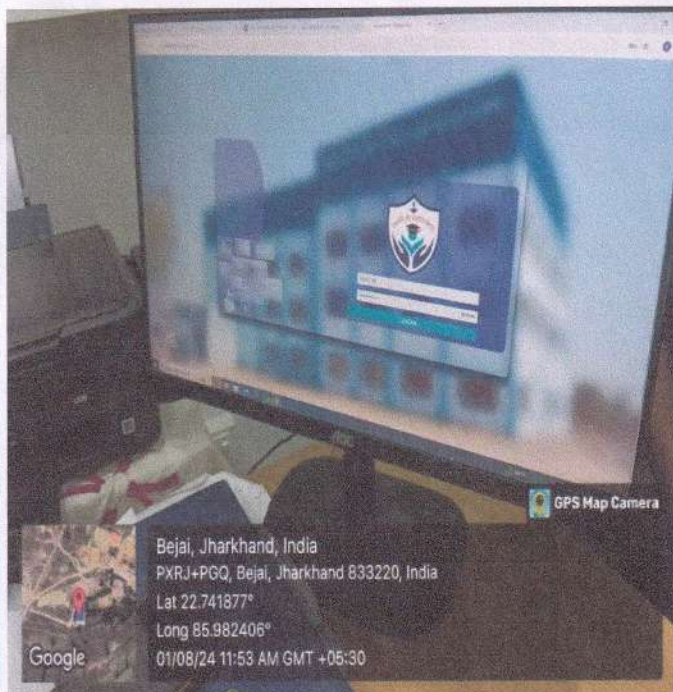 AOC
GPS Map Camera
Bejai, Jharkhand, India
PXRJ+PGQ, Bejai, Jharkhand 833220, India
Lat 22.741877°
Long 85.982406°
01/08/24 11:53 AM GMT +05:30
Google